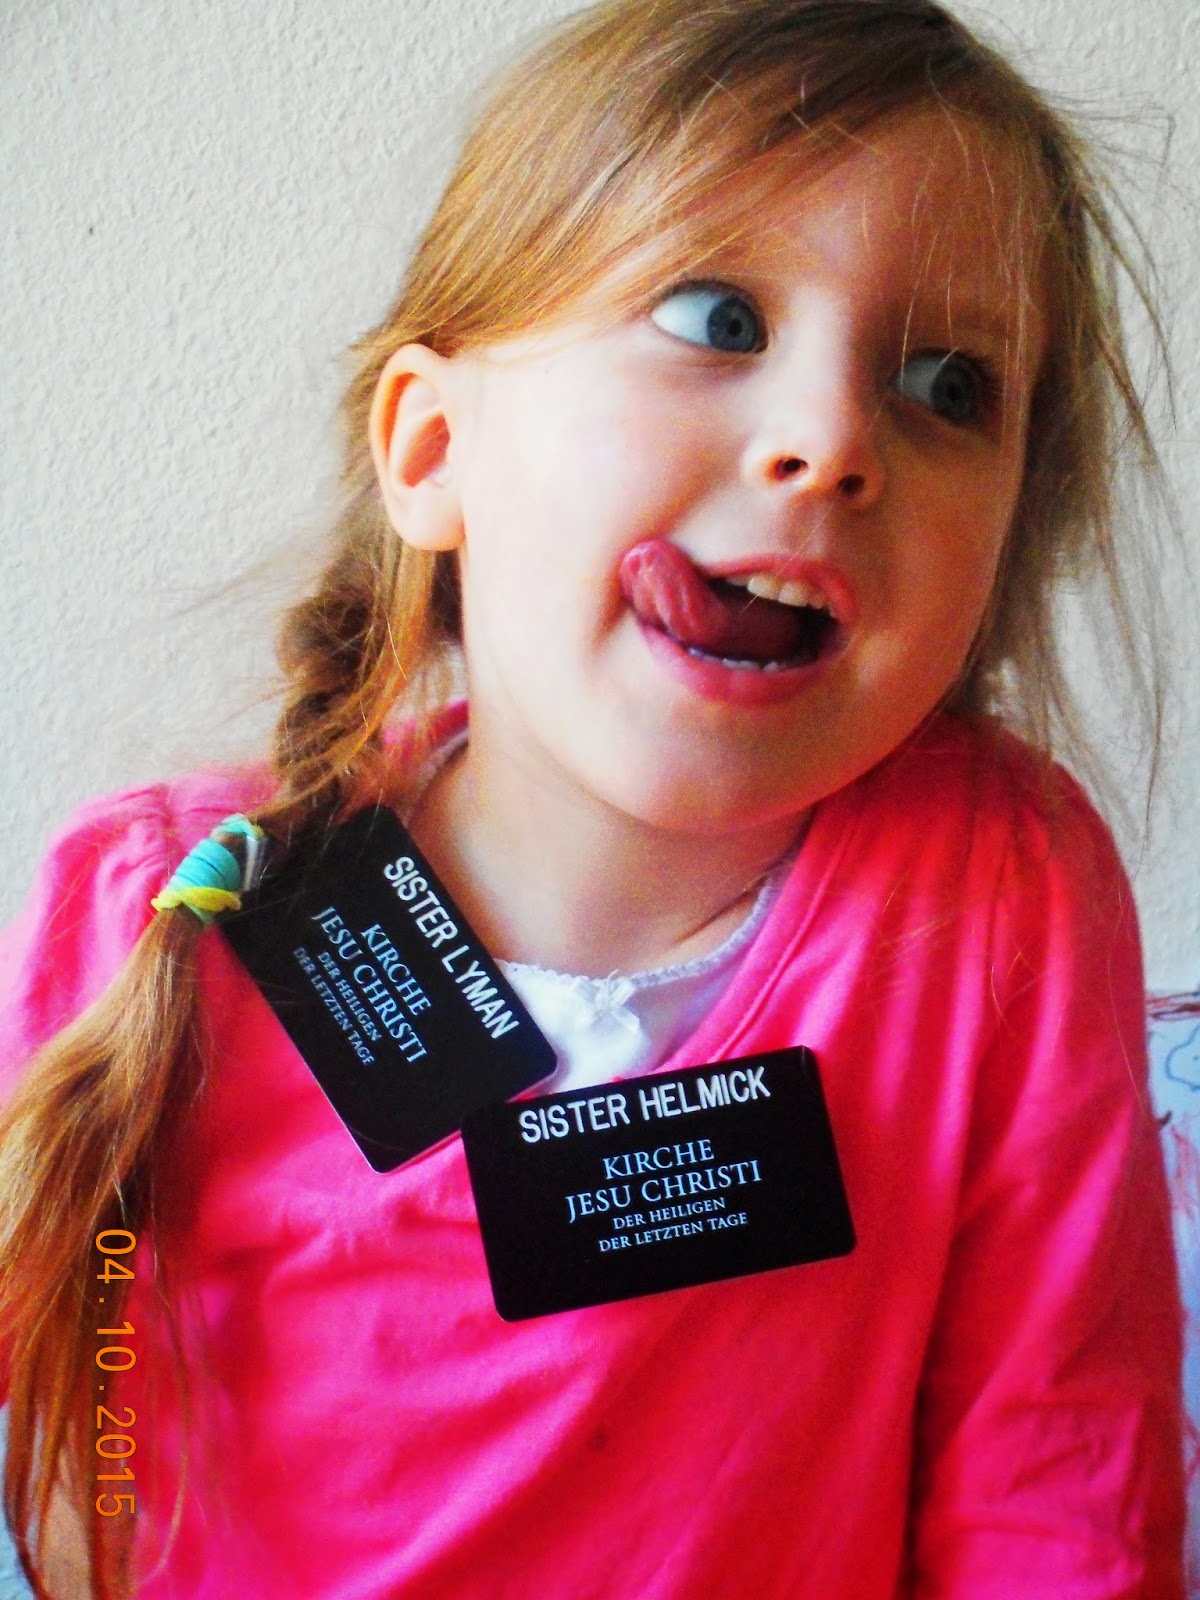 SISTER LYMAN
KIRCHE
JESU CHRISTI
DER HEILIGEN
DER LETZTEN TAGE
SISTER HELMICK
KIRCHE
JESU CHRISTI
DER HEILIGEN
DER LETZTEN TAGE
04.10.2015